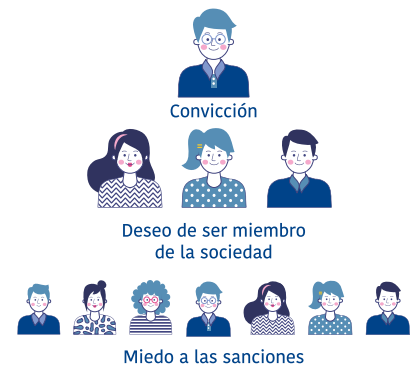 Convicción
Deseo de ser miembro
de la sociedad
Miedo a las sanciones